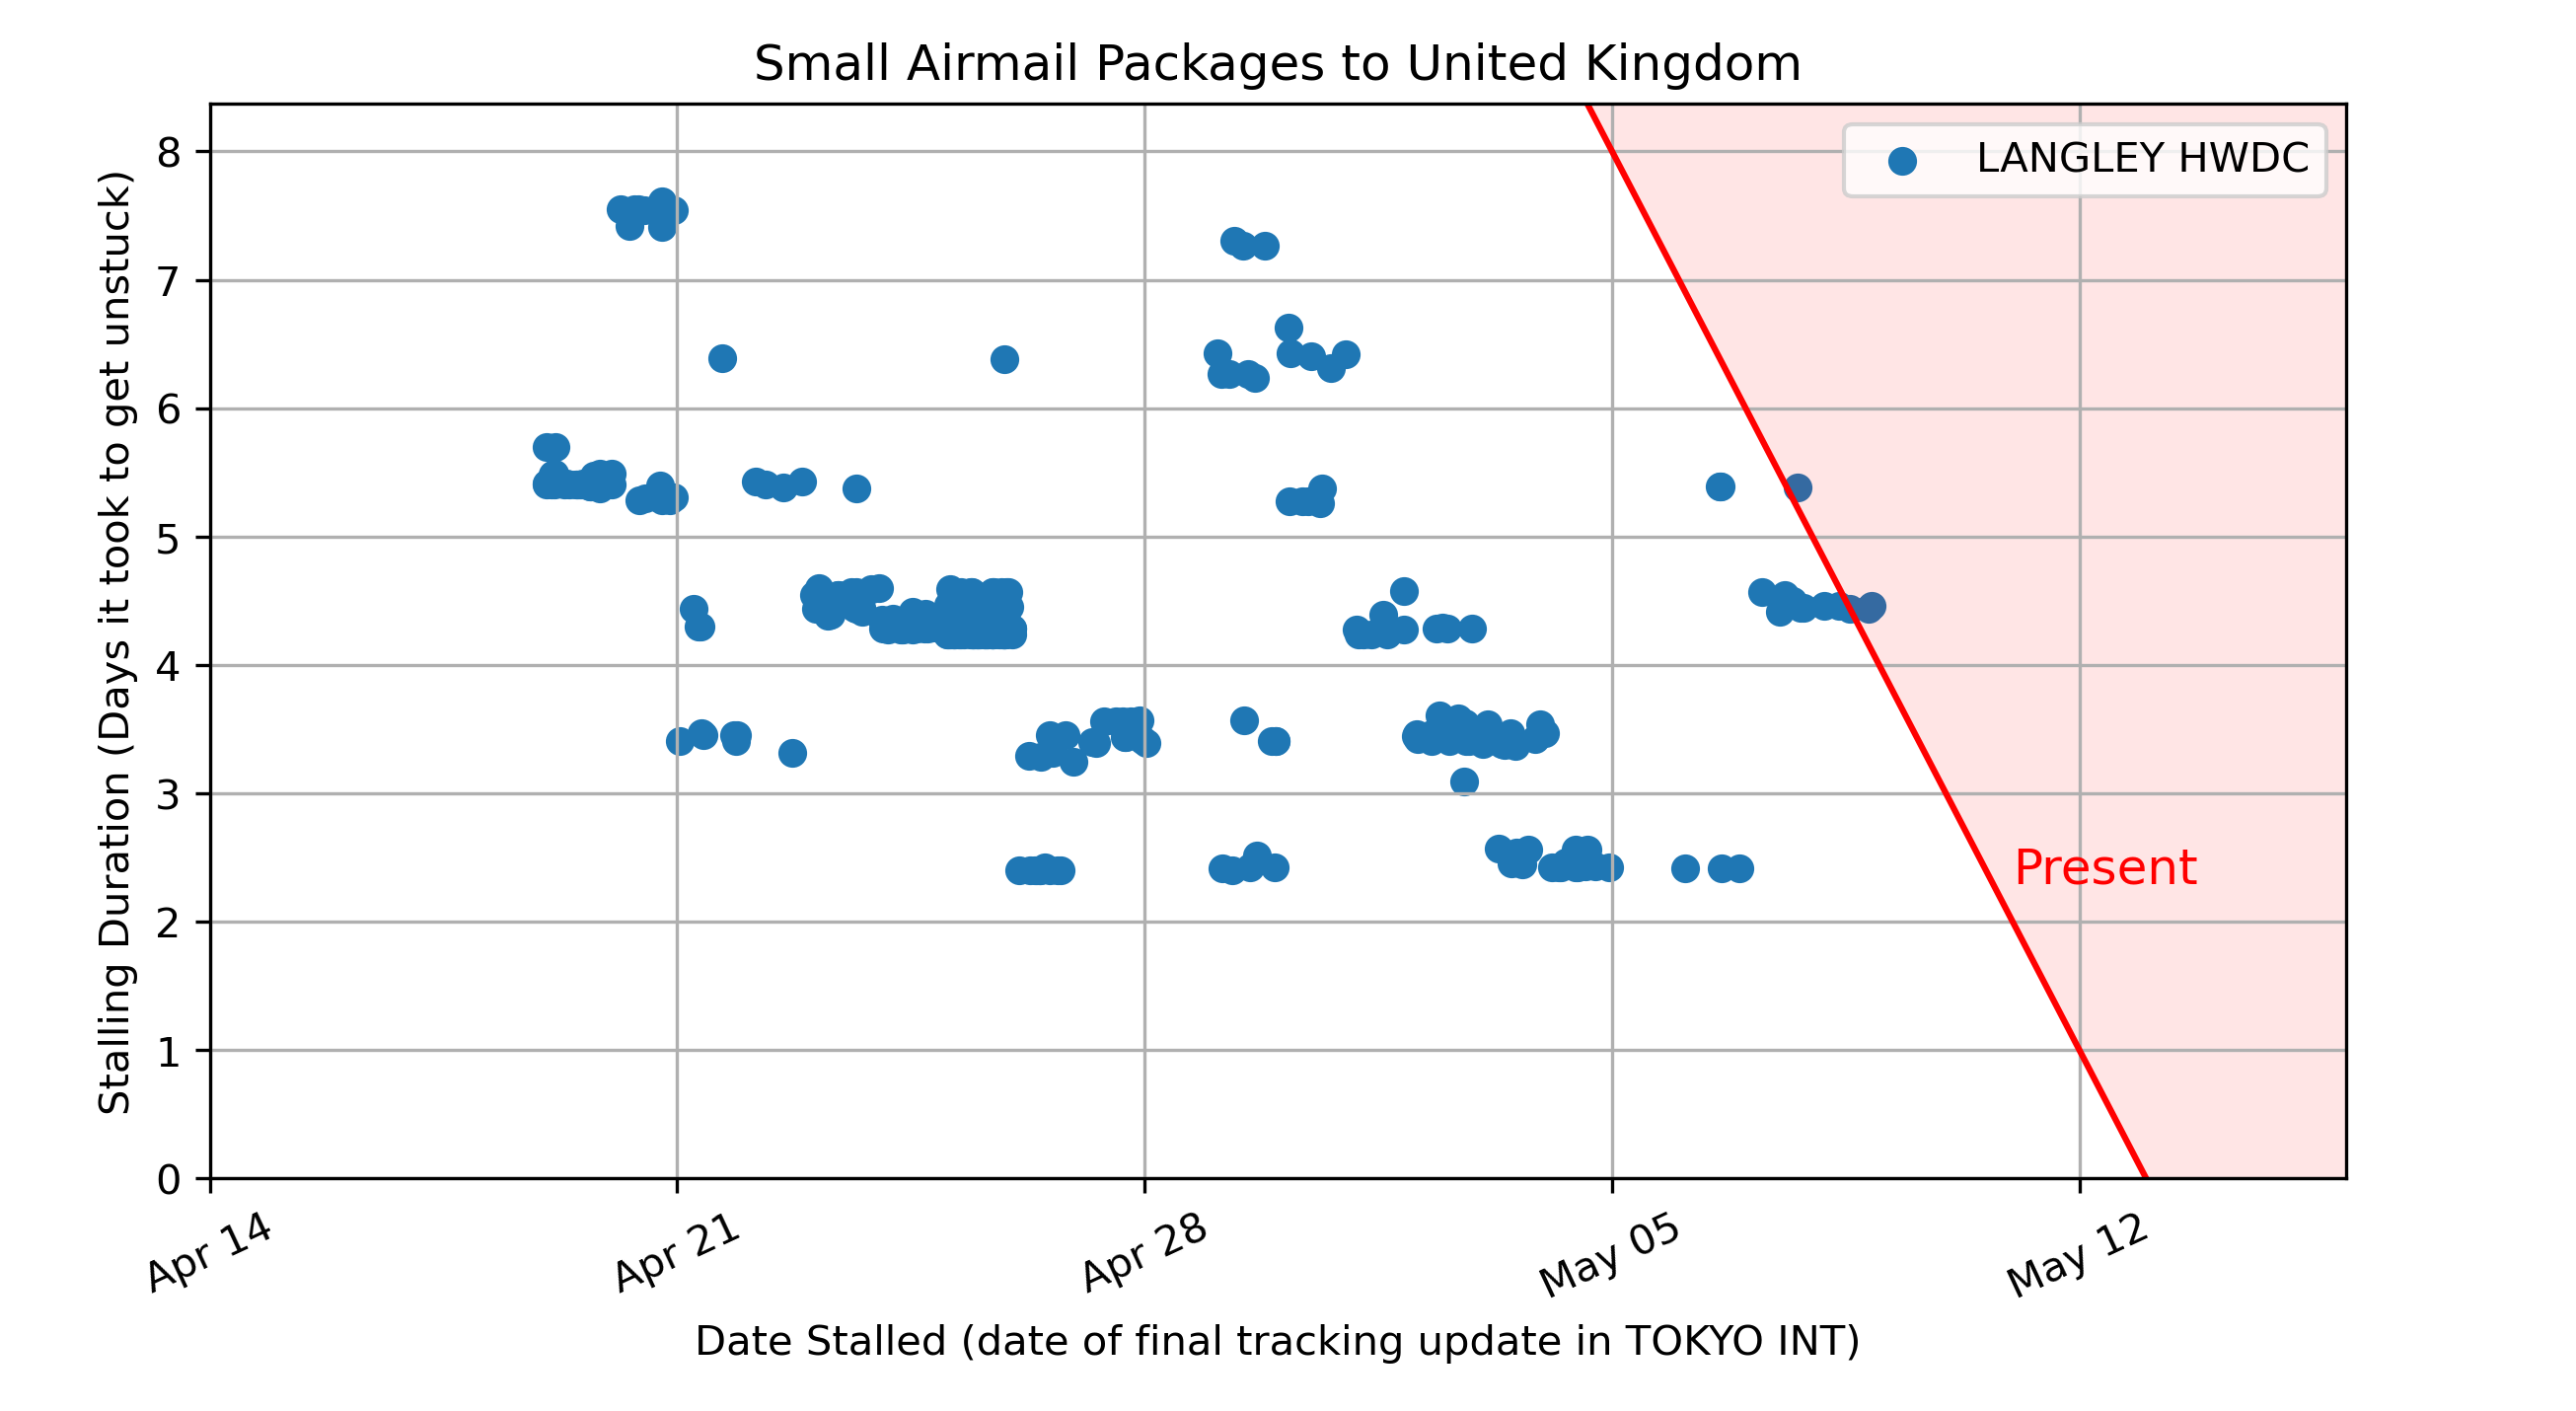 Small Airmail Packages to United Kingdom
LANGLEY HWDC
Stalling Duration (Days it took to get unstuck)
8
7
6
5
4
3
2
1
0
Present
Apr 14
Apr 21
Apr 28
May 05
May 12
Date Stalled (date of final tracking update in TOKYO INT)